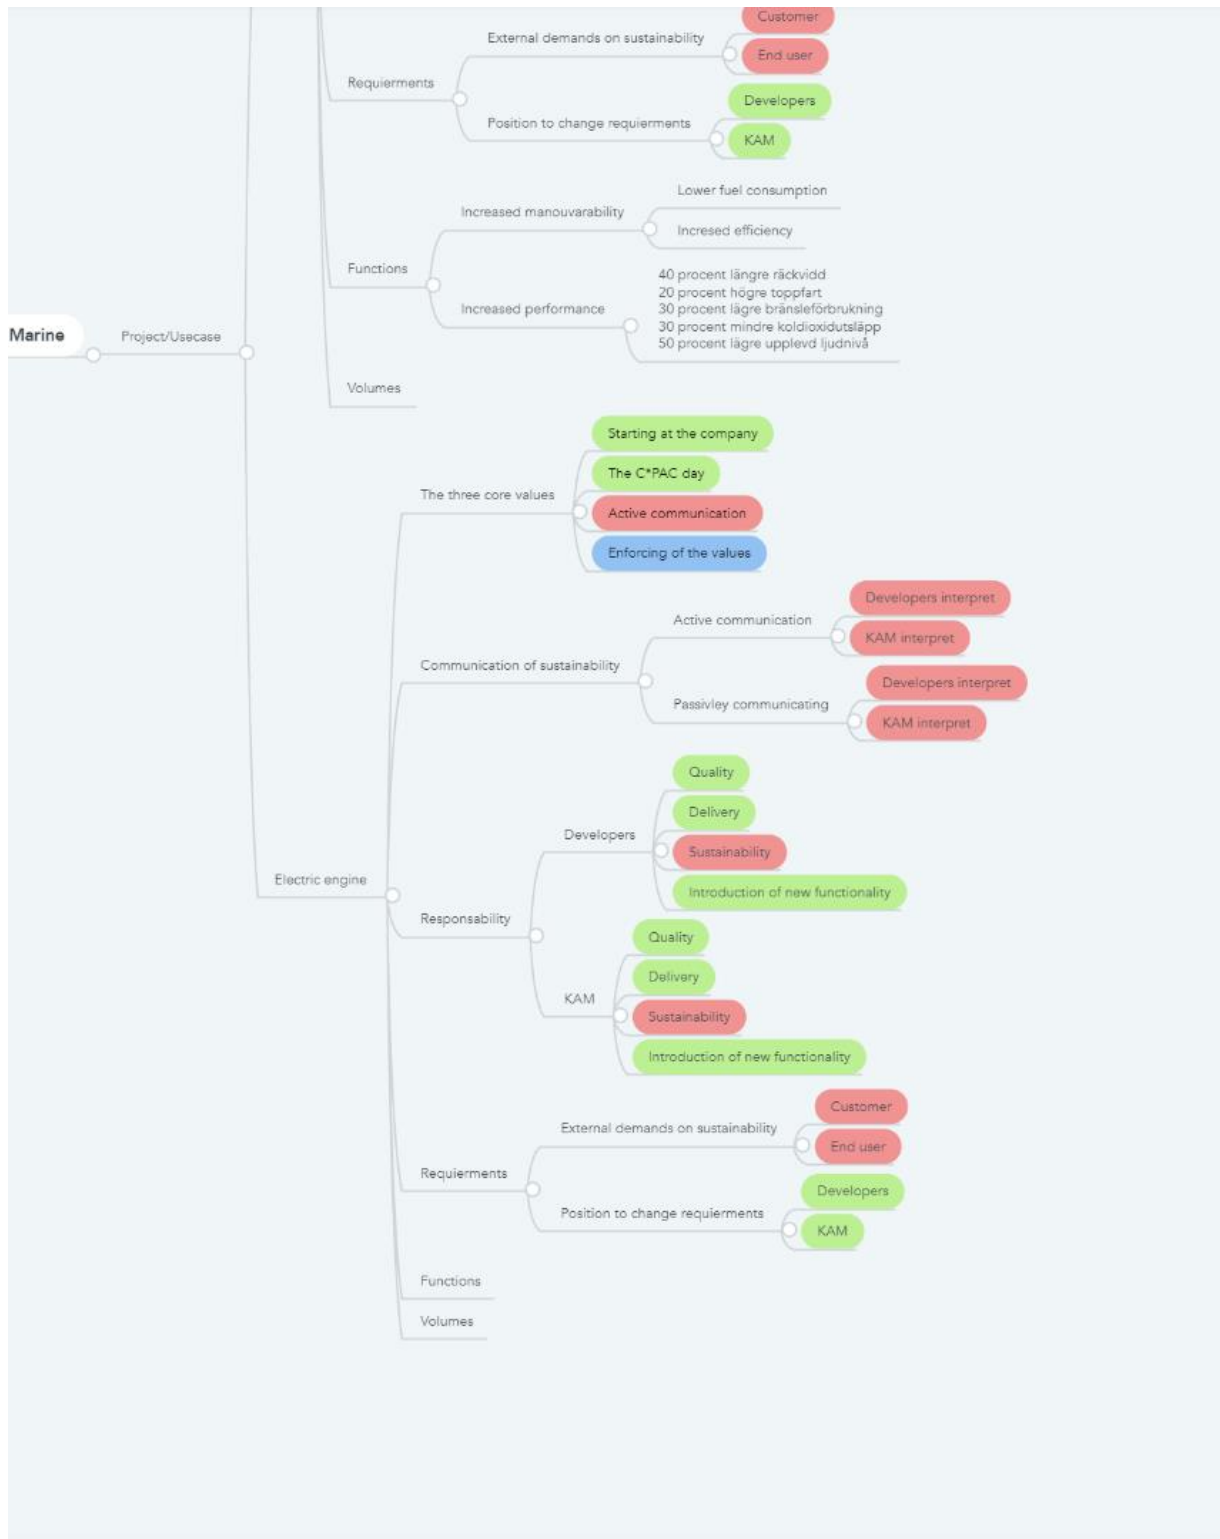 Customer
External demands on sustainability
End user
Requierments
Developers
Position to change requierments
KAM
Lower fuel consumption
Increased manouvarability
Incresed efficiency
Functions
40 procent längre räckvidd
20 procent högre toppfart
Increased performance
30 procent lägre bränsleförbrukning
30 procent mindre koldioxidutsläpp
50 procent lägre upplevd ljudnivå
Marine
Project/Usecase
Volumes
Starting at the company
The C*PAC day
The three core values
Active communication
Enforcing of the values
Developers interpret
Active communication
KAM interpret
Communication of sustainability
Developers interpret
Passivley communicating
KAM interpret
Quality
Delivery
Developers
Sustainability
Electric engine
Introduction of new functionality
Responsability
Quality
Delivery
KAM
Sustainability
Introduction of new functionality
Customer
External demands on sustainability
End user
Requierments
Developers
Position to change requierments
KAM
Functions
Volumes